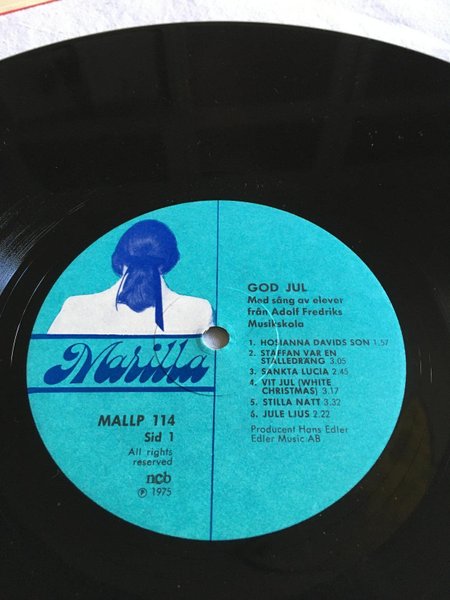 Marilla
MALLP 114
Sid 1
All rights
reserved
ncb
℗ 1975
GOD JUL
Med sång av elever
från Adolf Fredriks
Musikskola
1. HOSIANNA DAVIDS SON 1.57
2. STAFFAN VAR EN
STALLEDRÄNG 3.05
3. SANKTA LUCIA 2.45
4. VIT JUL (WHITE
CHRISTMAS) 3.17
5. STILLA NATT 3.32
6. JULE LJUS 2.22
Producent Hans Edler
Edler Music AB